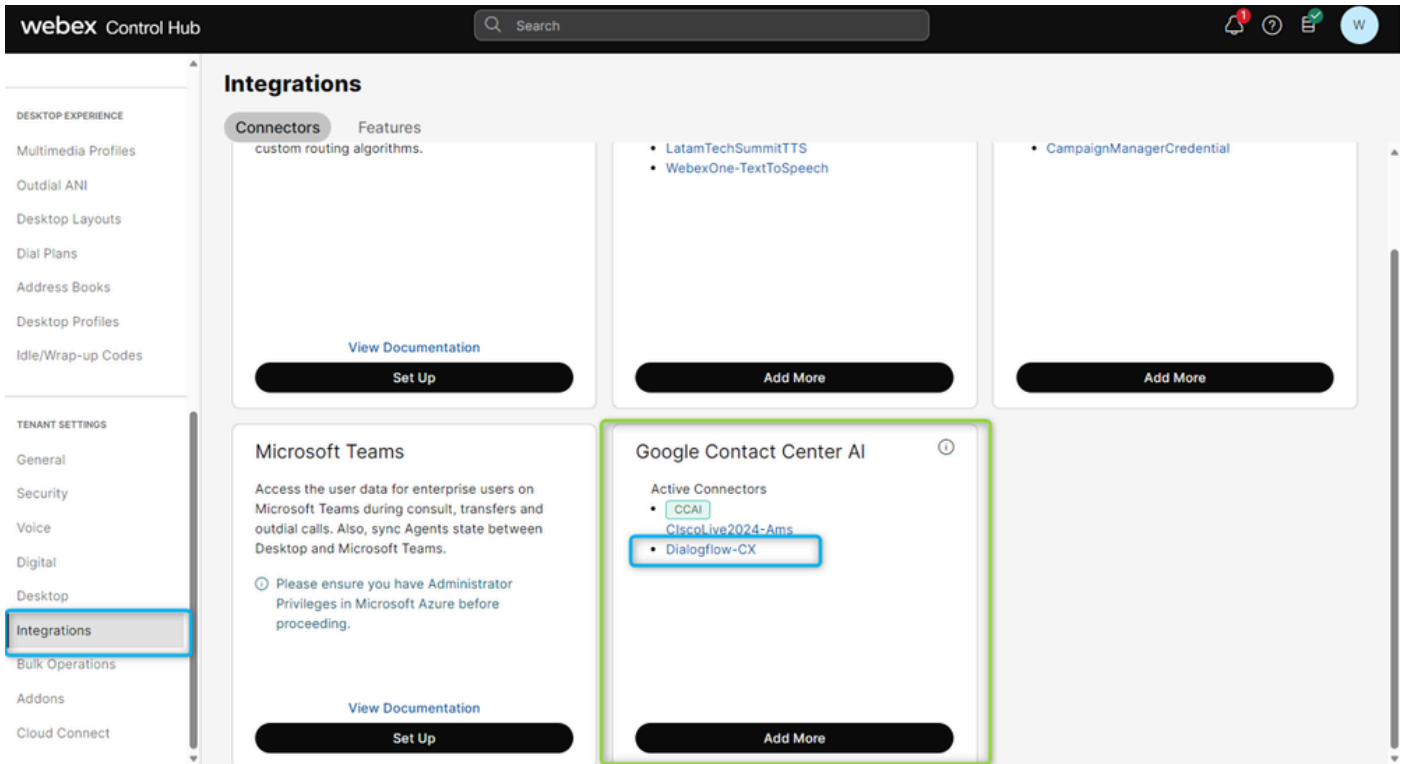 webex Control Hub
Search
1
W
DESKTOP EXPERIENCE
Multimedia Profiles
Outdial ANI
Desktop Layouts
Dial Plans
Address Books
Desktop Profiles
Idle/Wrap-up Codes
TENANT SETTINGS
General
Security
Voice
Digital
Desktop
Integrations
Bulk Operations
Addons
Cloud Connect
Integrations
Connectors Features
custom routing algorithms.
View Documentation
Set Up
• LatamTechSummitTTS
• WebexOne-TextToSpeech
Add More
• CampaignManagerCredential
Add More
Microsoft Teams
Access the user data for enterprise users on
Microsoft Teams during consult, transfers and
outdial calls. Also, sync Agents state between
Desktop and Microsoft Teams.
Please ensure you have Administrator
Privileges in Microsoft Azure before
proceeding.
View Documentation
Set Up
Google Contact Center AI
Active Connectors
• CCAI
CIscoLive2024-Ams
• Dialogflow-CX
Add More